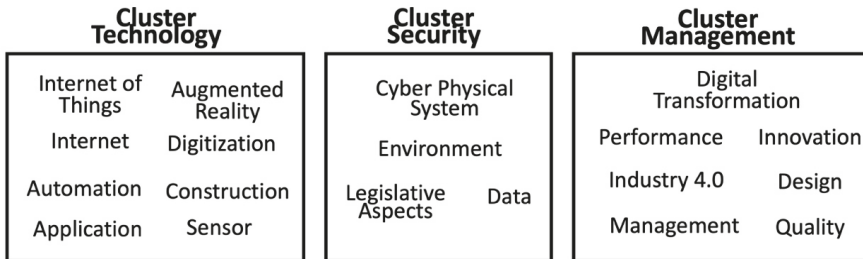 Cluster
Technology
Internet of
Things
Augmented
Reality
Internet
Digitization
Automation
Construction
Application
Sensor
Cluster
Security
Cyber Physical
System
Environment
Legislative
Aspects
Data
Cluster
Management
Digital
Transformation
Performance
Innovation
Industry 4.0
Design
Management
Quality